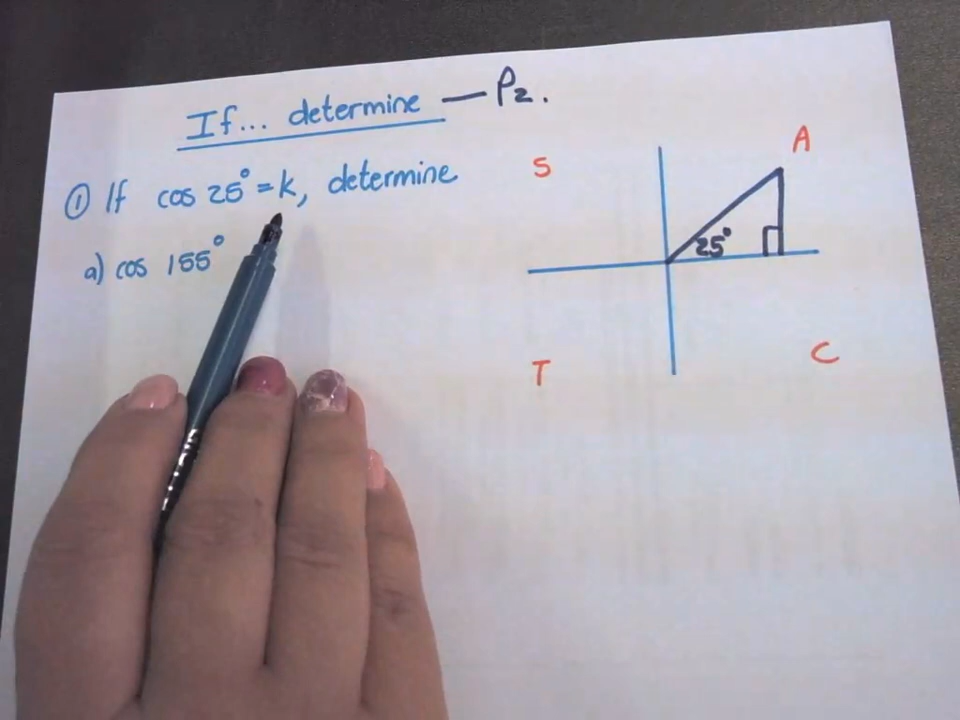 If... determine — P2.
① If cos 25° = k, determine
a) cos 155°
S
A
25°
T
C